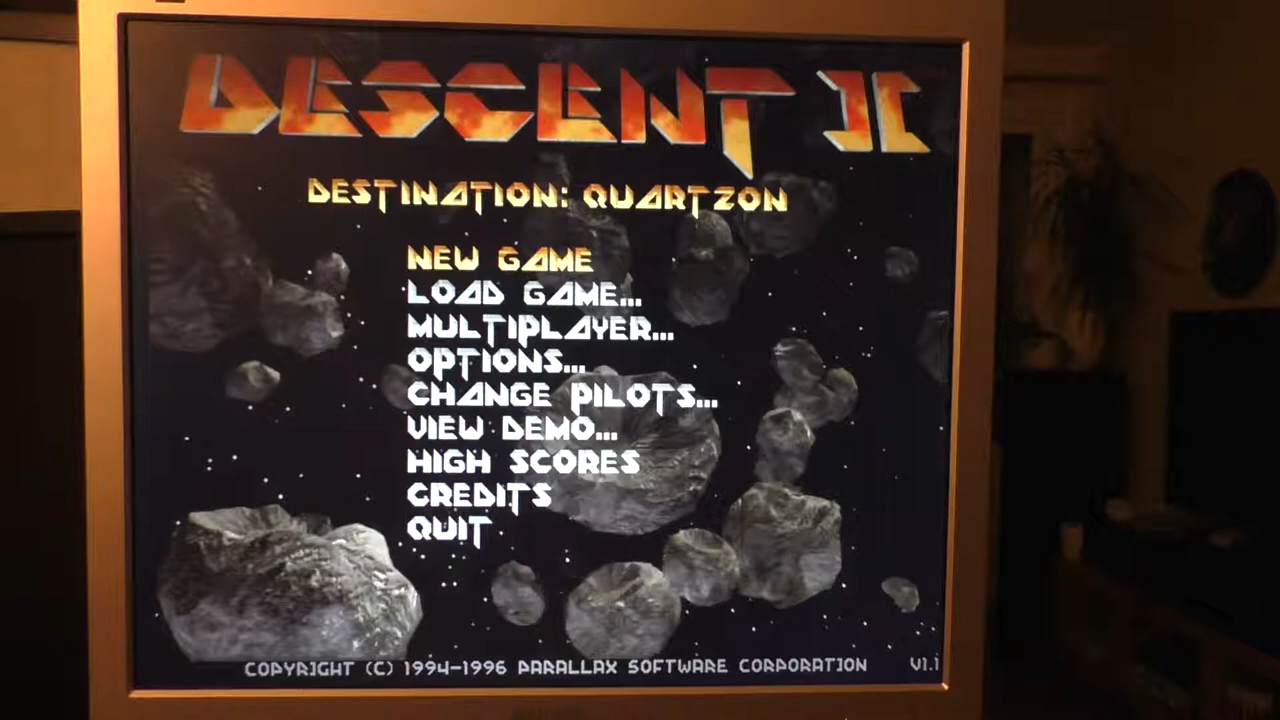 DESCENT II
DESTINATION: QUARTZON
NEW GAME
LOAD GAME...
MULTIPLAYER...
OPTIONS...
CHANGE PILOTS...
VIEW DEMO...
HIGH SCORES
CREDITS
QUIT
COPYRIGHT (C) 1994-1996 PARALLAX SOFTWARE CORPORATION V1.1